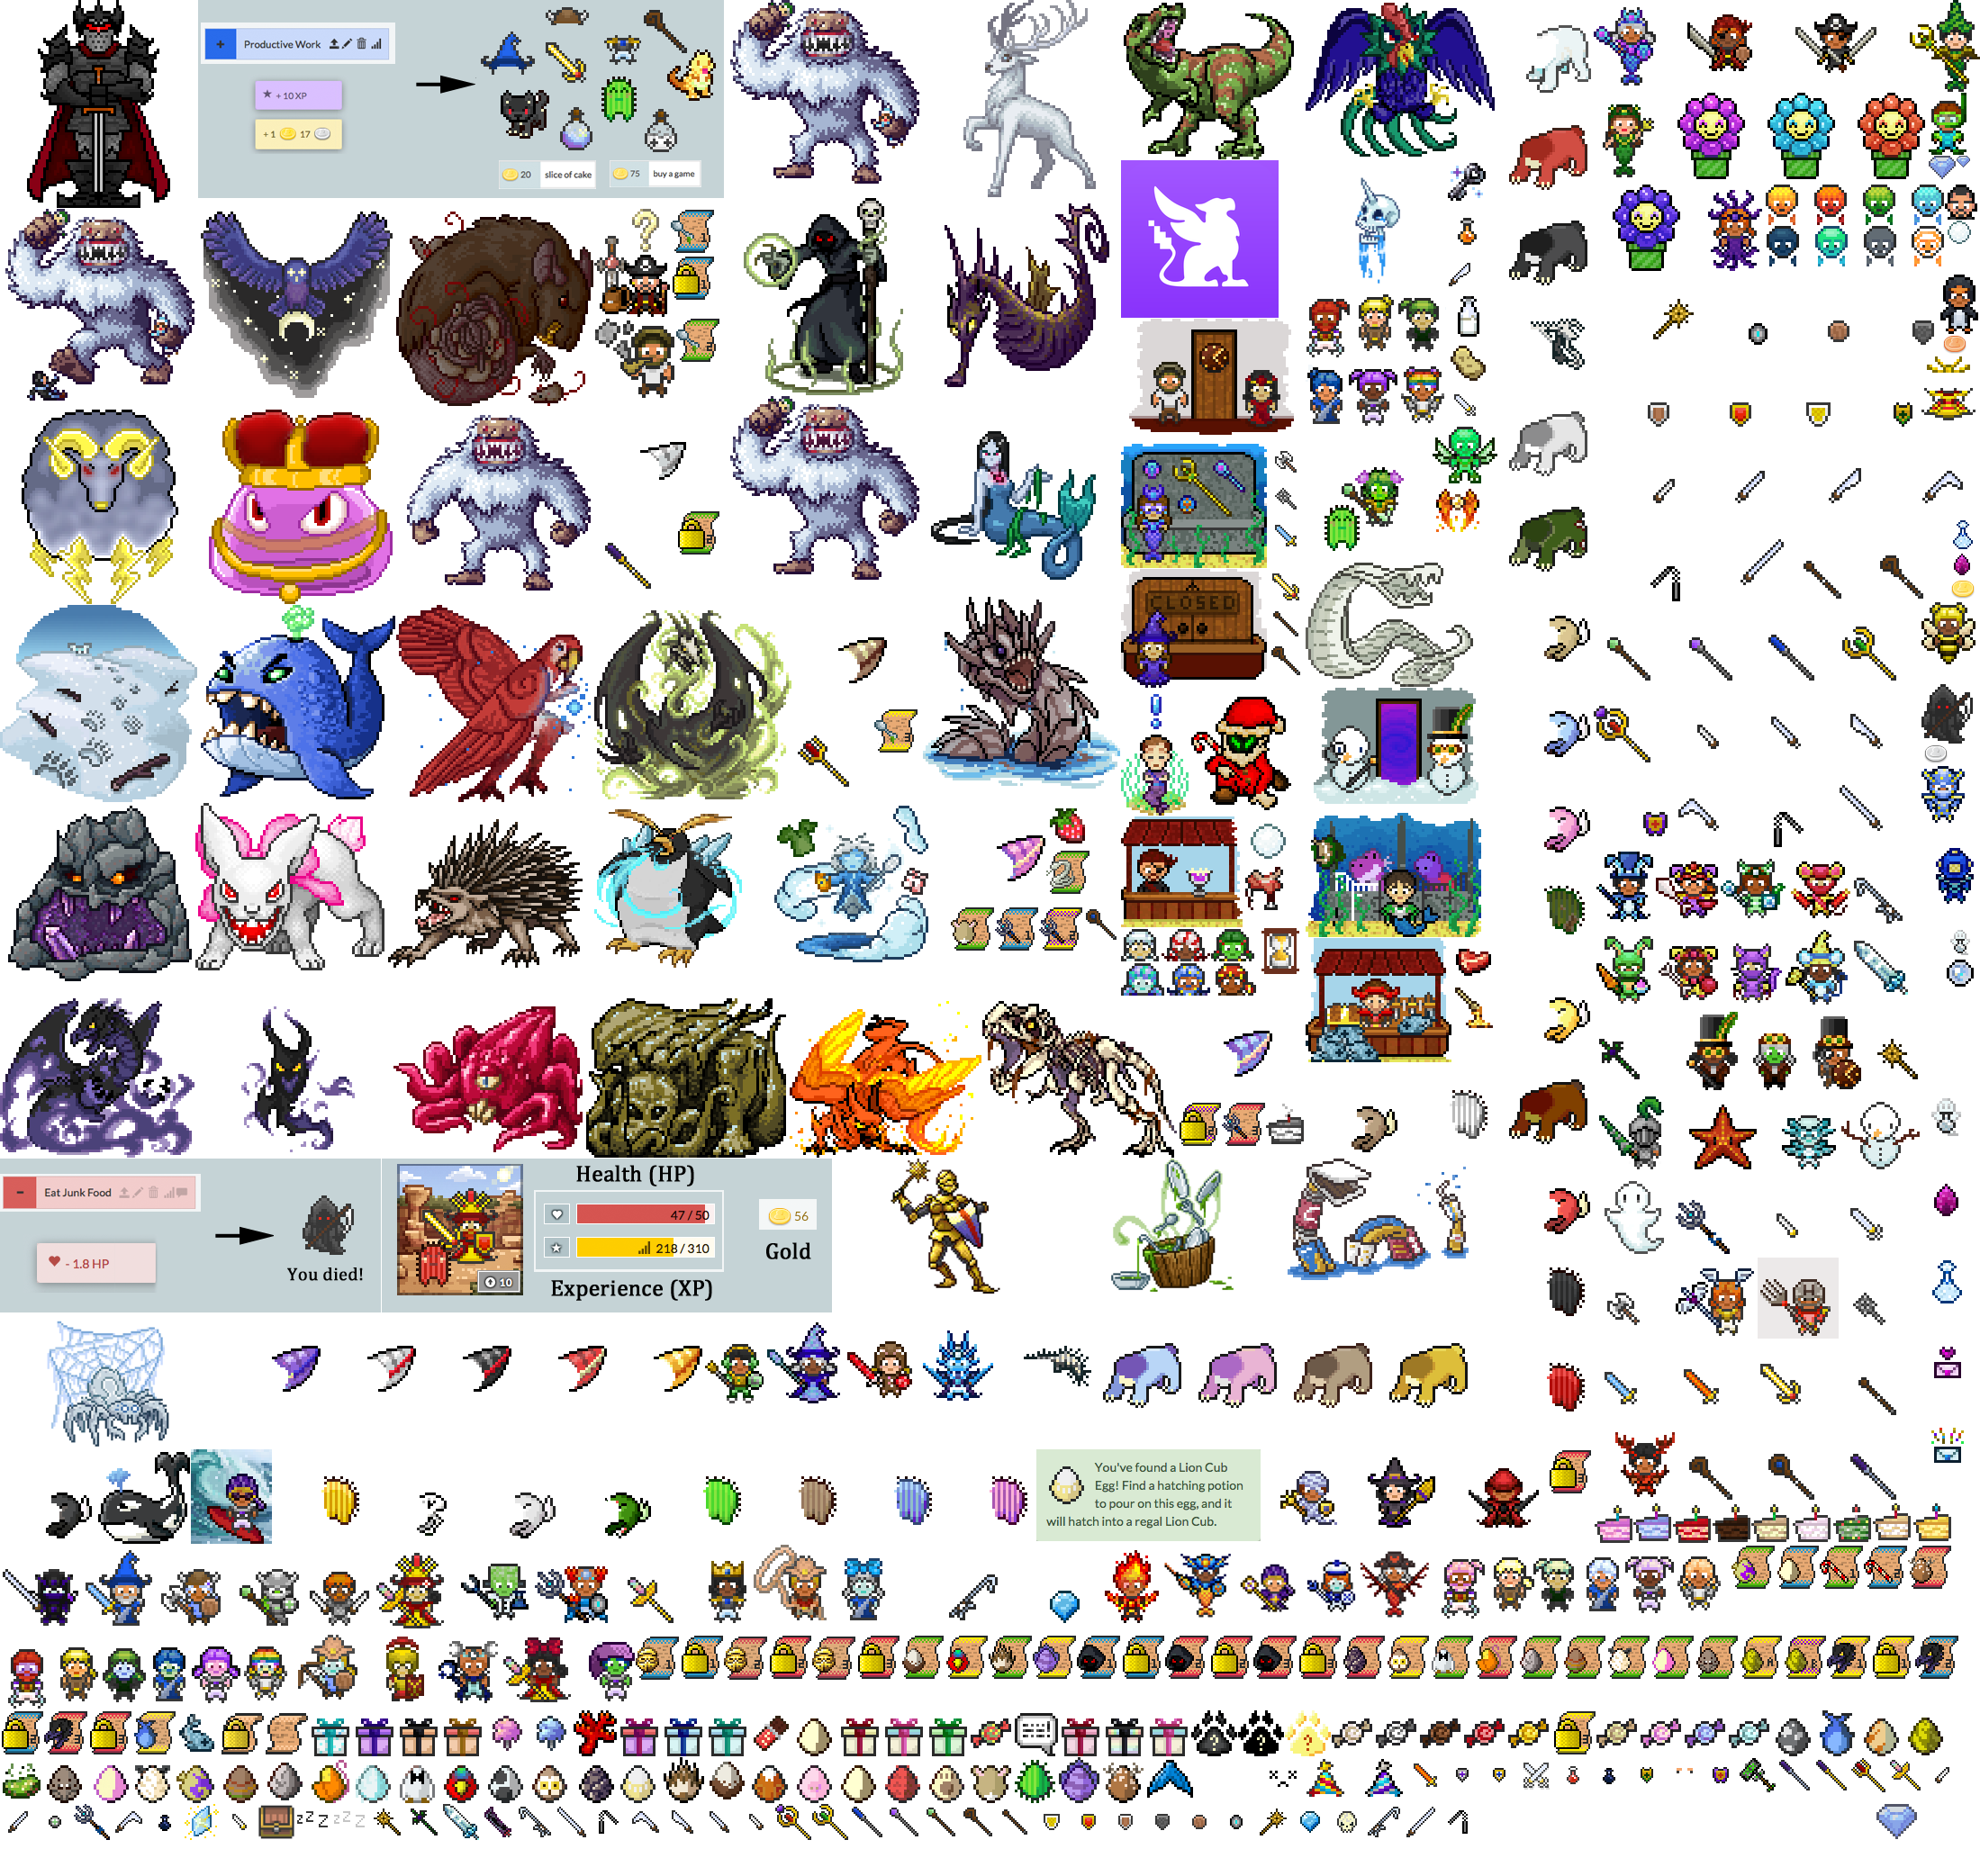 Productive Work
+ 10 XP
+ 1 17
20 slice of cake
75 buy a game
CLOSED
Eat Junk Food
- 1.8 HP
You died!
Health (HP)
47 / 50
218 / 310
10
Experience (XP)
56
Gold
You've found a Lion Cub
Egg! Find a hatching potion
to pour on this egg, and it
will hatch into a regal Lion Cub.